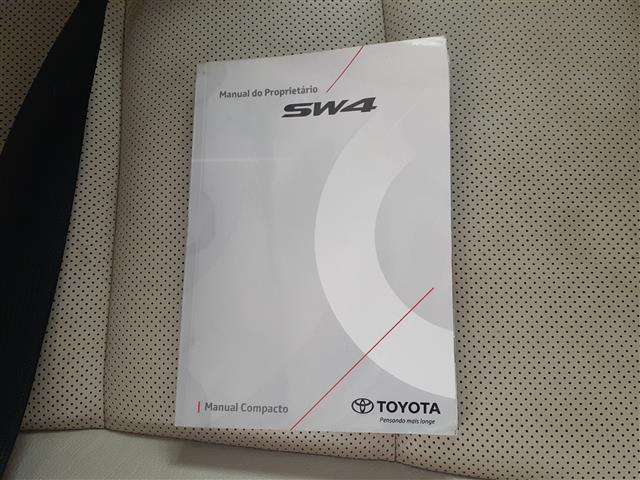 Manual do Proprietário
SW4
Manual Compacto
TOYOTA
Pensando mais longe